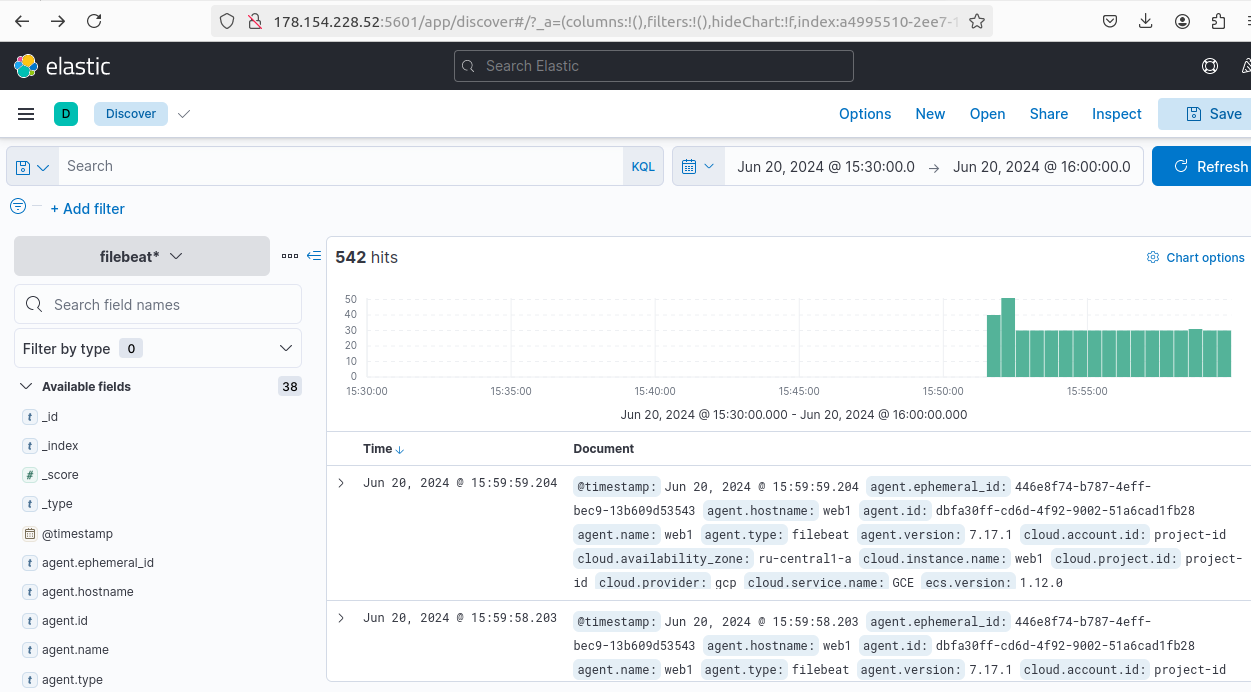 178.154.228.52:5601/app/discover#/?_a=(columns:!(),filters:!(),hideChart:!f,index:a4995510-2ee7-1
elastic
Search Elastic
D Discover Options New Open Share Inspect Save
Search KQL Jun 20, 2024 @ 15:30:00.0 → Jun 20, 2024 @ 16:00:00.0 Refresh
+ Add filter
filebeat*
Search field names
Filter by type 0
Available fields 38
t _id
t _index
# _score
t _type
@timestamp
t agent.ephemeral_id
t agent.hostname
t agent.id
t agent.name
t agent.type
542 hits Chart options
50
40
30
20
10
0
15:30:00 15:35:00 15:40:00 15:45:00 15:50:00 15:55:00
Jun 20, 2024 @ 15:30:00.000 - Jun 20, 2024 @ 16:00:00.000
Time Document
Jun 20, 2024 @ 15:59:59.204 @timestamp: Jun 20, 2024 @ 15:59:59.204 agent.ephemeral_id: 446e8f74-b787-4eff-
bec9-13b609d53543 agent.hostname: web1 agent.id: dbfa30ff-cd6d-4f92-9002-51a6cad1fb28
agent.name: web1 agent.type: filebeat agent.version: 7.17.1 cloud.account.id: project-id
cloud.availability_zone: ru-central1-a cloud.instance.name: web1 cloud.project.id: project-
id cloud.provider: gcp cloud.service.name: GCE ecs.version: 1.12.0
Jun 20, 2024 @ 15:59:58.203 @timestamp: Jun 20, 2024 @ 15:59:58.203 agent.ephemeral_id: 446e8f74-b787-4eff-
bec9-13b609d53543 agent.hostname: web1 agent.id: dbfa30ff-cd6d-4f92-9002-51a6cad1fb28
agent.name: web1 agent.type: filebeat agent.version: 7.17.1 cloud.account.id: project-id